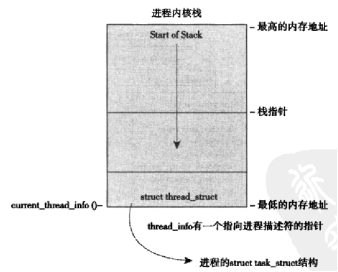 进程内核栈
最高的内存地址
Start of Stack
栈指针
struct thread_struct
current_thread_info ()
最低的内存地址
thread_info有一个指向进程描述符的指针
进程的struct task_struct结构